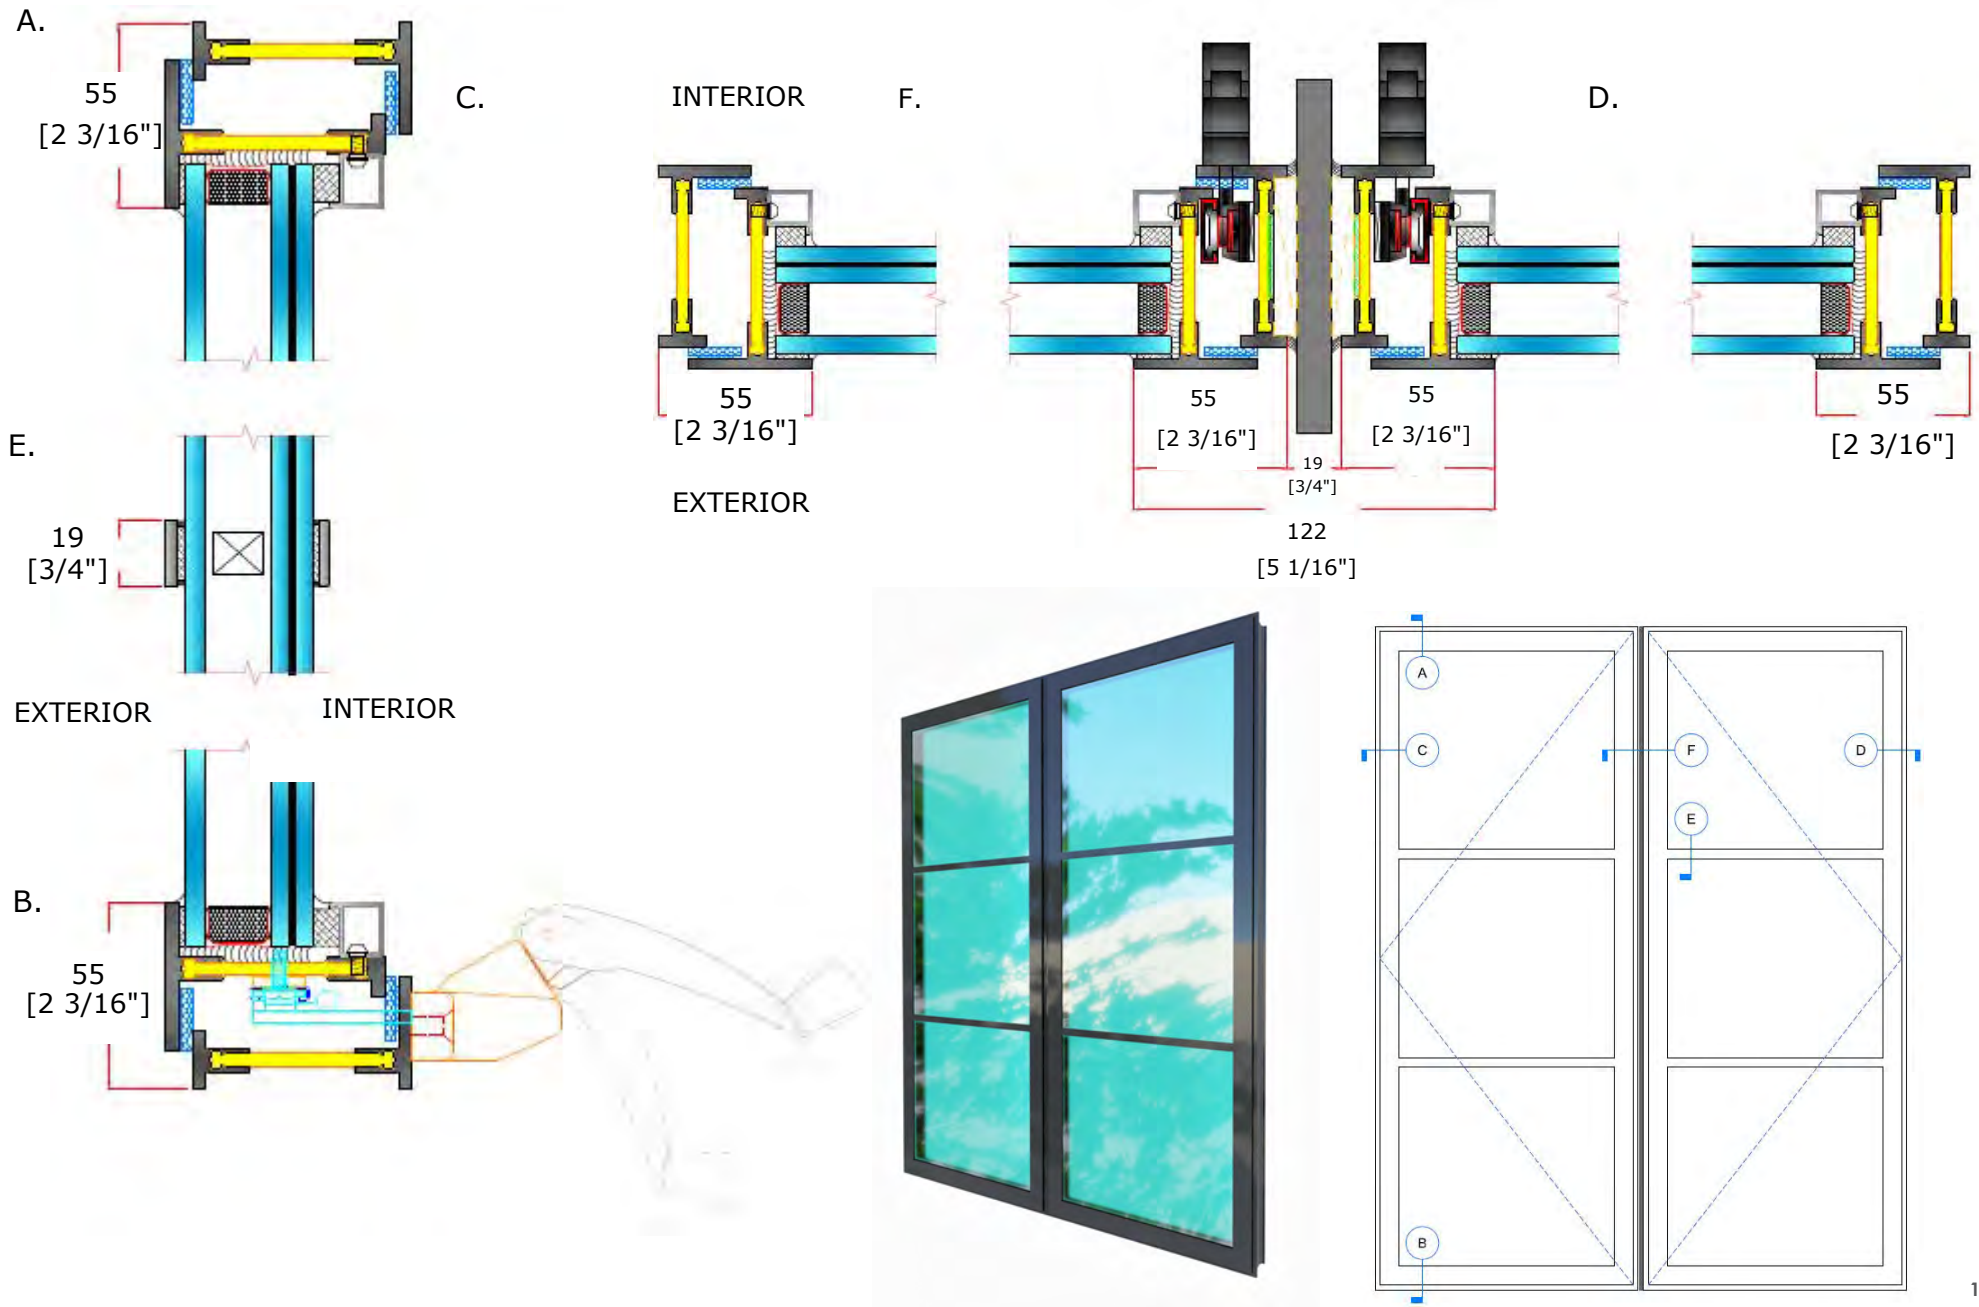 A.
55
[2 3/16"]
C.
INTERIOR
F.
D.
55
[2 3/16"]
EXTERIOR
55
[2 3/16"]
55
[2 3/16"]
19
[3/4"]
122
[5 1/16"]
55
[2 3/16"]
E.
19
[3/4"]
EXTERIOR
INTERIOR
B.
55
[2 3/16"]
A
C
F
D
E
B
1